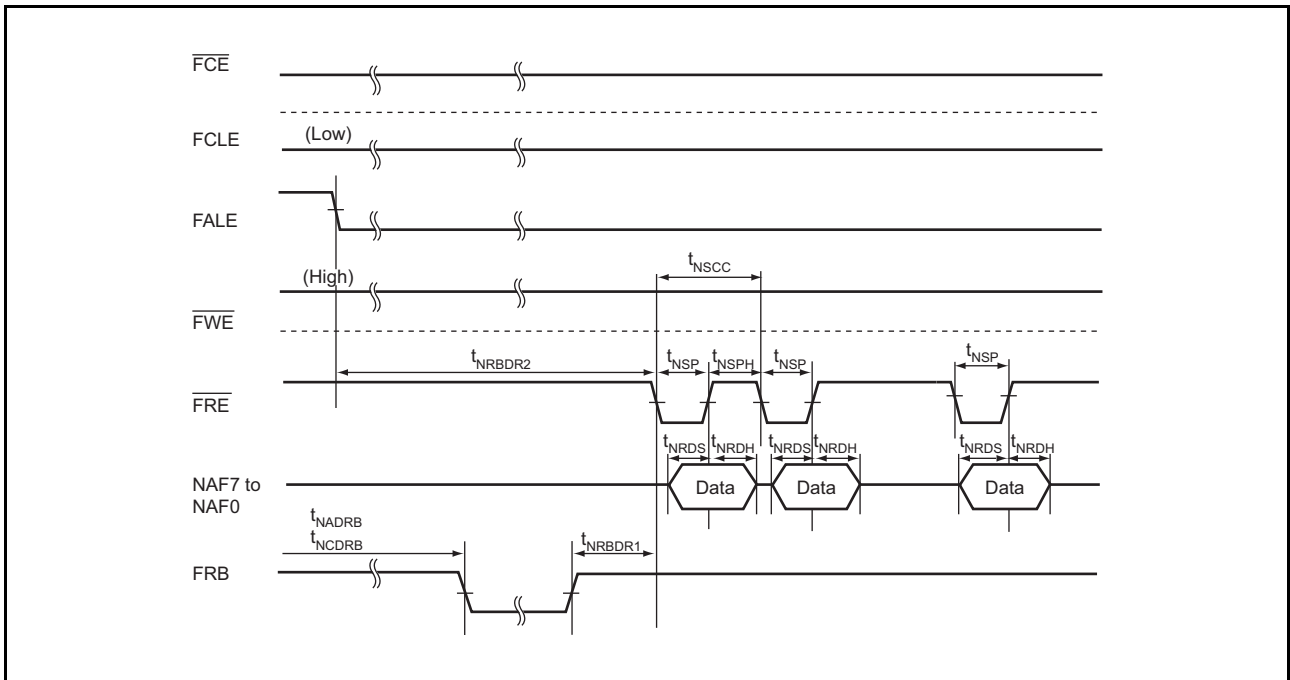 FCE
FCLE
(Low)
FALE
tNSCC
(High)
FWE
tNRBDR2
tNSP
tNSPH
tNSP
tNSP
FRE
tNRDS
tNRDH
tNRDS
tNRDH
tNRDS
tNRDH
NAF7 to
NAF0
Data
Data
Data
tNADRB
tNCDRB
tNRBDR1
FRB